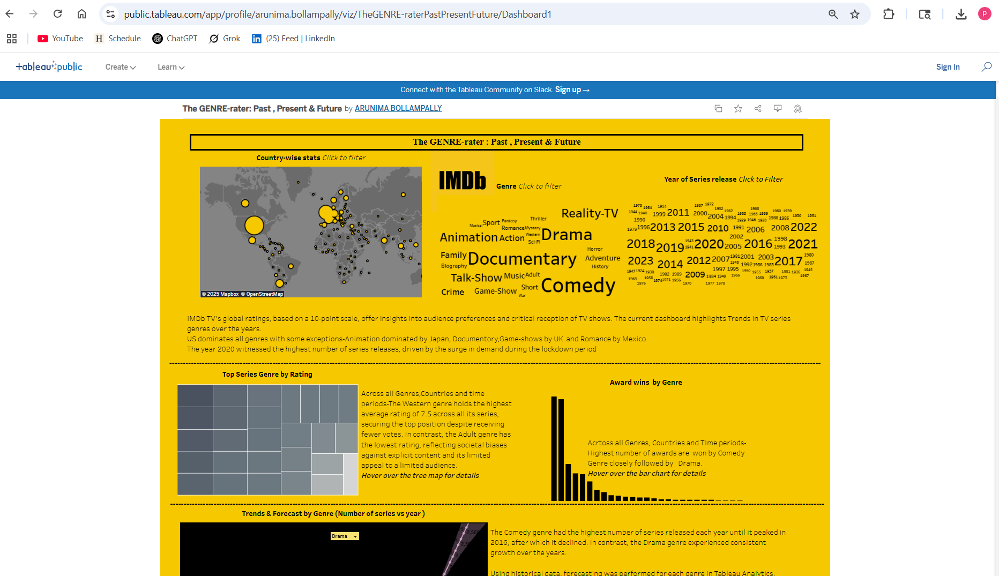 public.tableau.com/app/profile/arunima.bollampally/viz/TheGENRE-raterPastPresentFuture/Dashboard1
P
YouTube
H Schedule
ChatGPT
Grok
in (25) Feed | LinkedIn
+ableau public
Create
Learn
Sign In
Connect with the Tableau Community on Slack. Sign up →
The GENRE-rater: Past , Present & Future by ARUNIMA BOLLAMPALLY
The GENRE-rater : Past , Present & Future
Country-wise stats Click to filter
© 2025 Mapbox © OpenStreetMap
IMDb
Genre Click to filter
Reality-TV
Musical Sport Fantasy Thriller
Romance Mystery
Animation Action Western Drama
Sci-Fi
Family Documentary Horror
Adventure
Biography History
Talk-Show Music Adult
Crime Game-Show Short Comedy
War
Year of Series release Click to Filter
1975 1964 1954 1957 1972 1952 1962 1968 1960 1939
1944 1940 1999 2011 2000 2004 1994 1953 1965 1959 1930 1951
1990 1929 1946 1928 1988 1985
1979 1996 2013 2015 2010 1991 2006 2008 2022
2002
2018 2019 1943 1941 2020 2005 2016 1998 1993 2021
2023 2014 2012 2007 1981 1948 2001 2003 2017 1980 1987
1992 1986 1983
1947 1924 1938 1982 1989 2009 1997 1995 1950 1955 1937 1931 1936 1945
1963 1958 1974 1971 1956 1984 1949 1966 1969 1961 1973 1967
1976 1970 1977 1978
IMDb TV's global ratings, based on a 10-point scale, offer insights into audience preferences and critical reception of TV shows. The current dashboard highlights Trends in TV series
genres over the years.
US dominates all genres with some exceptions-Animation dominated by Japan, Documentory,Game-shows by UK and Romance by Mexico.
The year 2020 witnessed the highest number of series releases, driven by the surge in demand during the lockdown period
Top Series Genre by Rating
Across all Genres,Countries and time
periods-The Western genre holds the highest
average rating of 7.5 across all its series,
securing the top position despite receiving
fewer votes. In contrast, the Adult genre has
the lowest rating, reflecting societal biases
against explicit content and its limited
appeal to a limited audience.
Hover over the tree map for details
Award wins by Genre
Acrtoss all Genres, Countries and TIme periods-
Highest number of awards are won by Comedy
Genre closely followed by Drama.
Hover over the bar chart for details
Trends & Forecast by Genre (Number of series vs year )
Drama
The Comedy genre had the highest number of series released each year until it peaked in
2016, after which it declined. In contrast, the Drama genre experienced consistent
growth over the years.
Using historical data, forecasting was performed for each genre in Tableau Analytics.